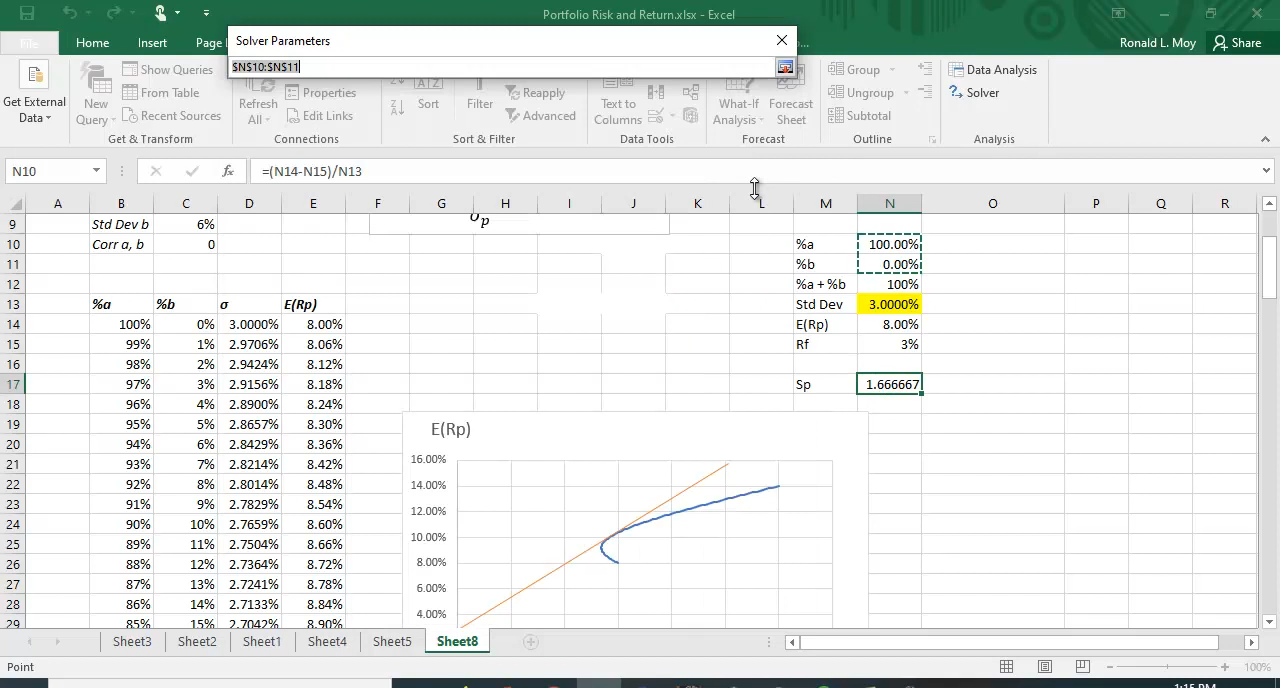 Portfolio Risk and Return.xlsx - Excel
File Home Insert Page Ronald L. Moy Share
Solver Parameters
$N$10:$N$11
Get External Data
New Query
Show Queries
From Table
Recent Sources
Get & Transform
Refresh All
Properties
Edit Links
Connections
Sort
Filter
Reapply
Advanced
Sort & Filter
Text to Columns
Data Tools
What-If Analysis
Forecast Sheet
Forecast
Group
Ungroup
Subtotal
Outline
Data Analysis
Solver
Analysis
N10 fx =(N14-N15)/N13
A B C D E F G H I J K L M N O P Q R
9 Std Dev b 6% σp
10 Corr a, b 0 %a 100.00%
11 %b 0.00%
12 %a + %b 100%
13 %a %b σ E(Rp) Std Dev 3.0000%
14 100% 0% 3.0000% 8.00% E(Rp) 8.00%
15 99% 1% 2.9706% 8.06% Rf 3%
16 98% 2% 2.9424% 8.12%
17 97% 3% 2.9156% 8.18% Sp 1.666667
18 96% 4% 2.8900% 8.24%
19 95% 5% 2.8657% 8.30% E(Rp)
20 94% 6% 2.8429% 8.36%
21 93% 7% 2.8214% 8.42% 16.00%
22 92% 8% 2.8014% 8.48% 14.00%
23 91% 9% 2.7829% 8.54%
24 90% 10% 2.7659% 8.60% 12.00%
25 89% 11% 2.7504% 8.66% 10.00%
26 88% 12% 2.7364% 8.72% 8.00%
27 87% 13% 2.7241% 8.78% 6.00%
28 86% 14% 2.7133% 8.84% 4.00%
29 85% 15% 2.7042% 8.90%
Sheet3 Sheet2 Sheet1 Sheet4 Sheet5 Sheet8
Point 100%
1:15 PM